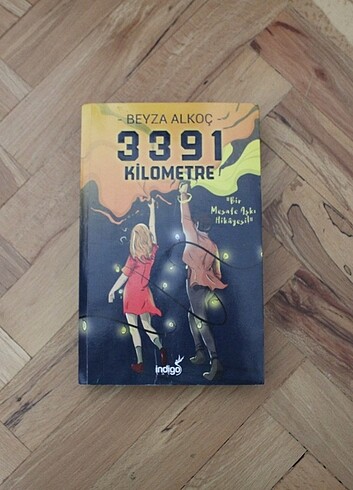 - BEYZA ALKOÇ -
3391
KİLOMETRE
"Bir
Mesafe Aşkı
Hikâyesi"
indigo